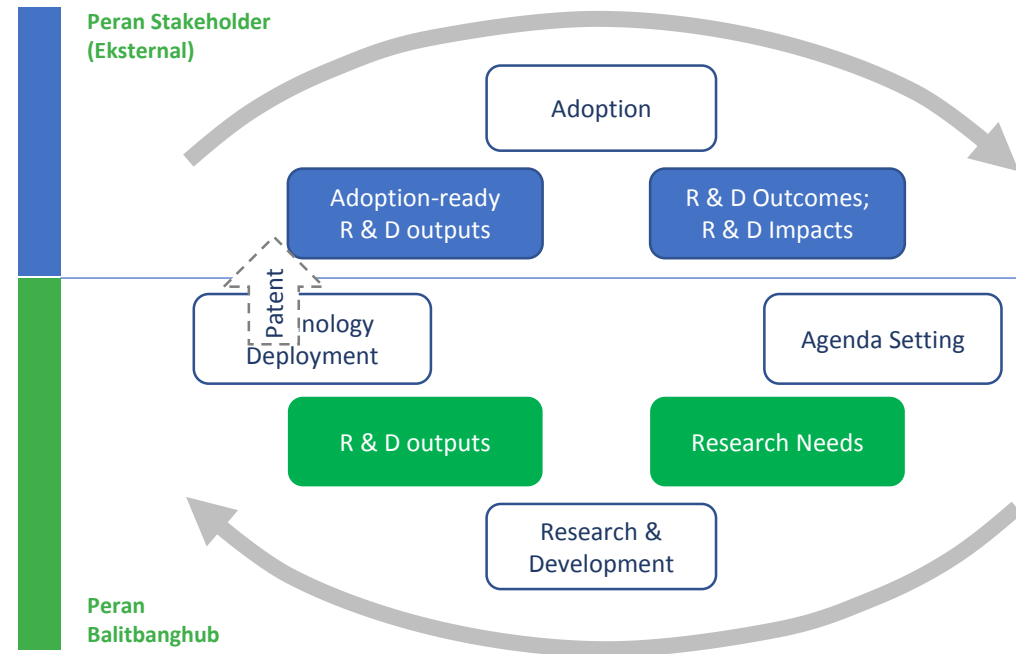 Peran Stakeholder
(Eksternal)
Adoption
Adoption-ready
R & D outputs
R & D Outcomes;
R & D Impacts
Patent
nology
Deployment
Agenda Setting
R & D outputs
Research Needs
Research &
Development
Peran
Balitbanghub